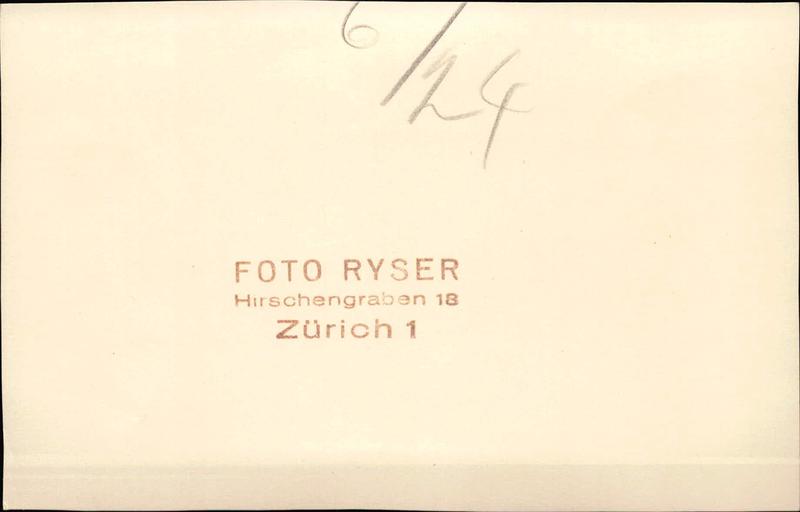 6/24
FOTO RYSER
Hirschengraben 18
Zürich 1